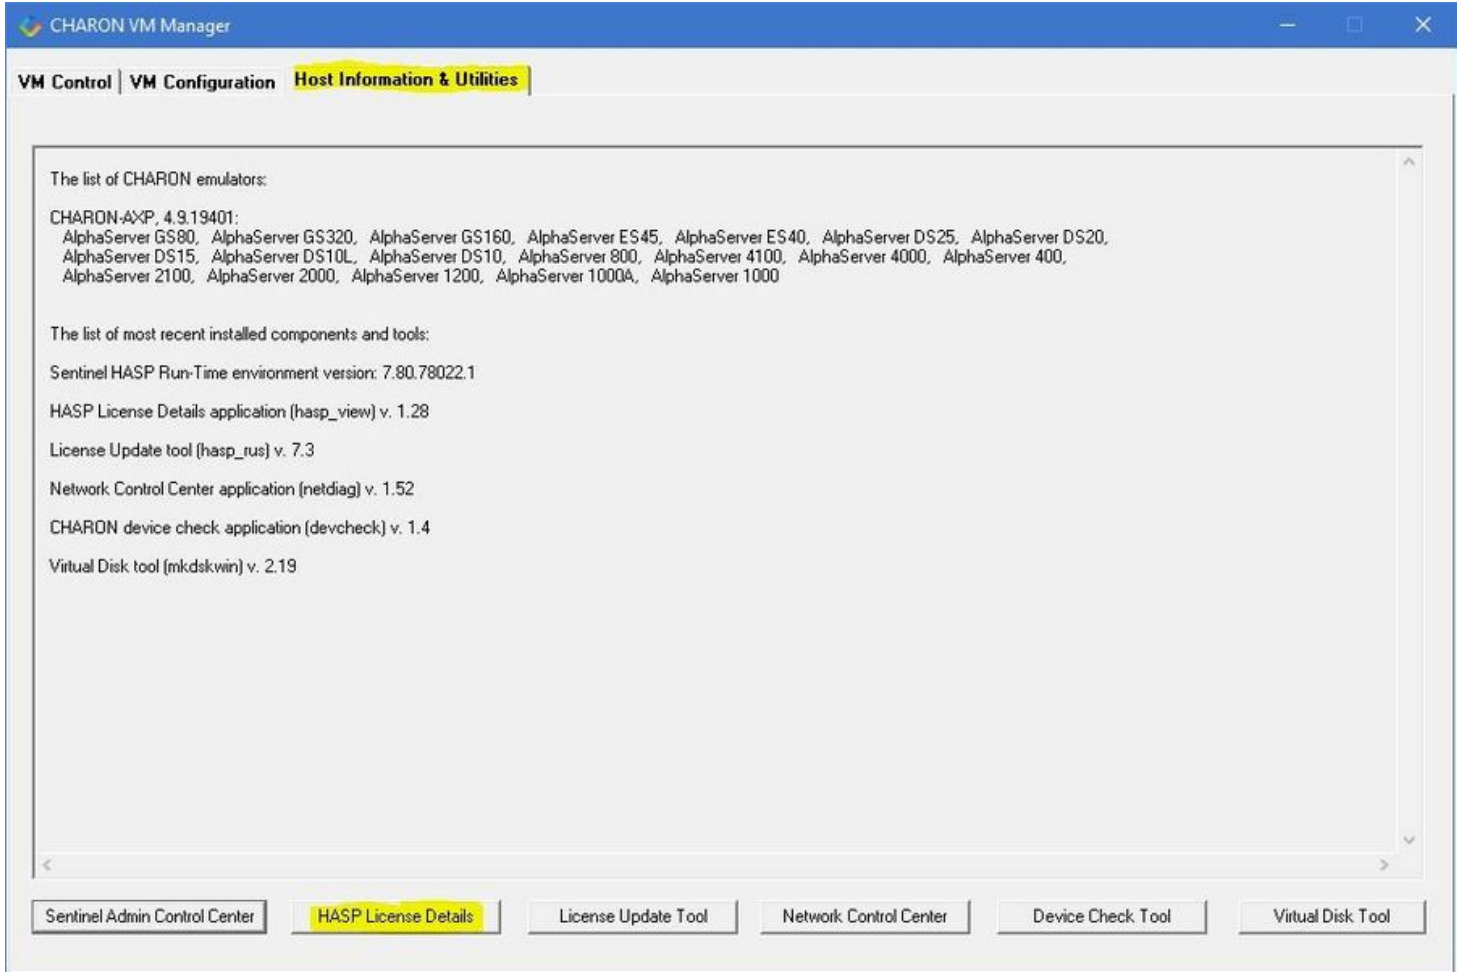 CHARON VM Manager
VM Control VM Configuration Host Information & Utilities
The list of CHARON emulators:
CHARON-AXP, 4.9.19401:
AlphaServer GS80, AlphaServer GS320, AlphaServer GS160, AlphaServer ES45, AlphaServer ES40, AlphaServer DS25, AlphaServer DS20,
AlphaServer DS15, AlphaServer DS10L, AlphaServer DS10, AlphaServer 800, AlphaServer 4100, AlphaServer 4000, AlphaServer 400,
AlphaServer 2100, AlphaServer 2000, AlphaServer 1200, AlphaServer 1000A, AlphaServer 1000
The list of most recent installed components and tools:
Sentinel HASP Run-Time environment version: 7.80.78022.1
HASP License Details application (hasp_view) v. 1.28
License Update tool (hasp_rus) v. 7.3
Network Control Center application (netdiag) v. 1.52
CHARON device check application (devcheck) v. 1.4
Virtual Disk tool (mkdskwin) v. 2.19
Sentinel Admin Control Center HASP License Details License Update Tool Network Control Center Device Check Tool Virtual Disk Tool